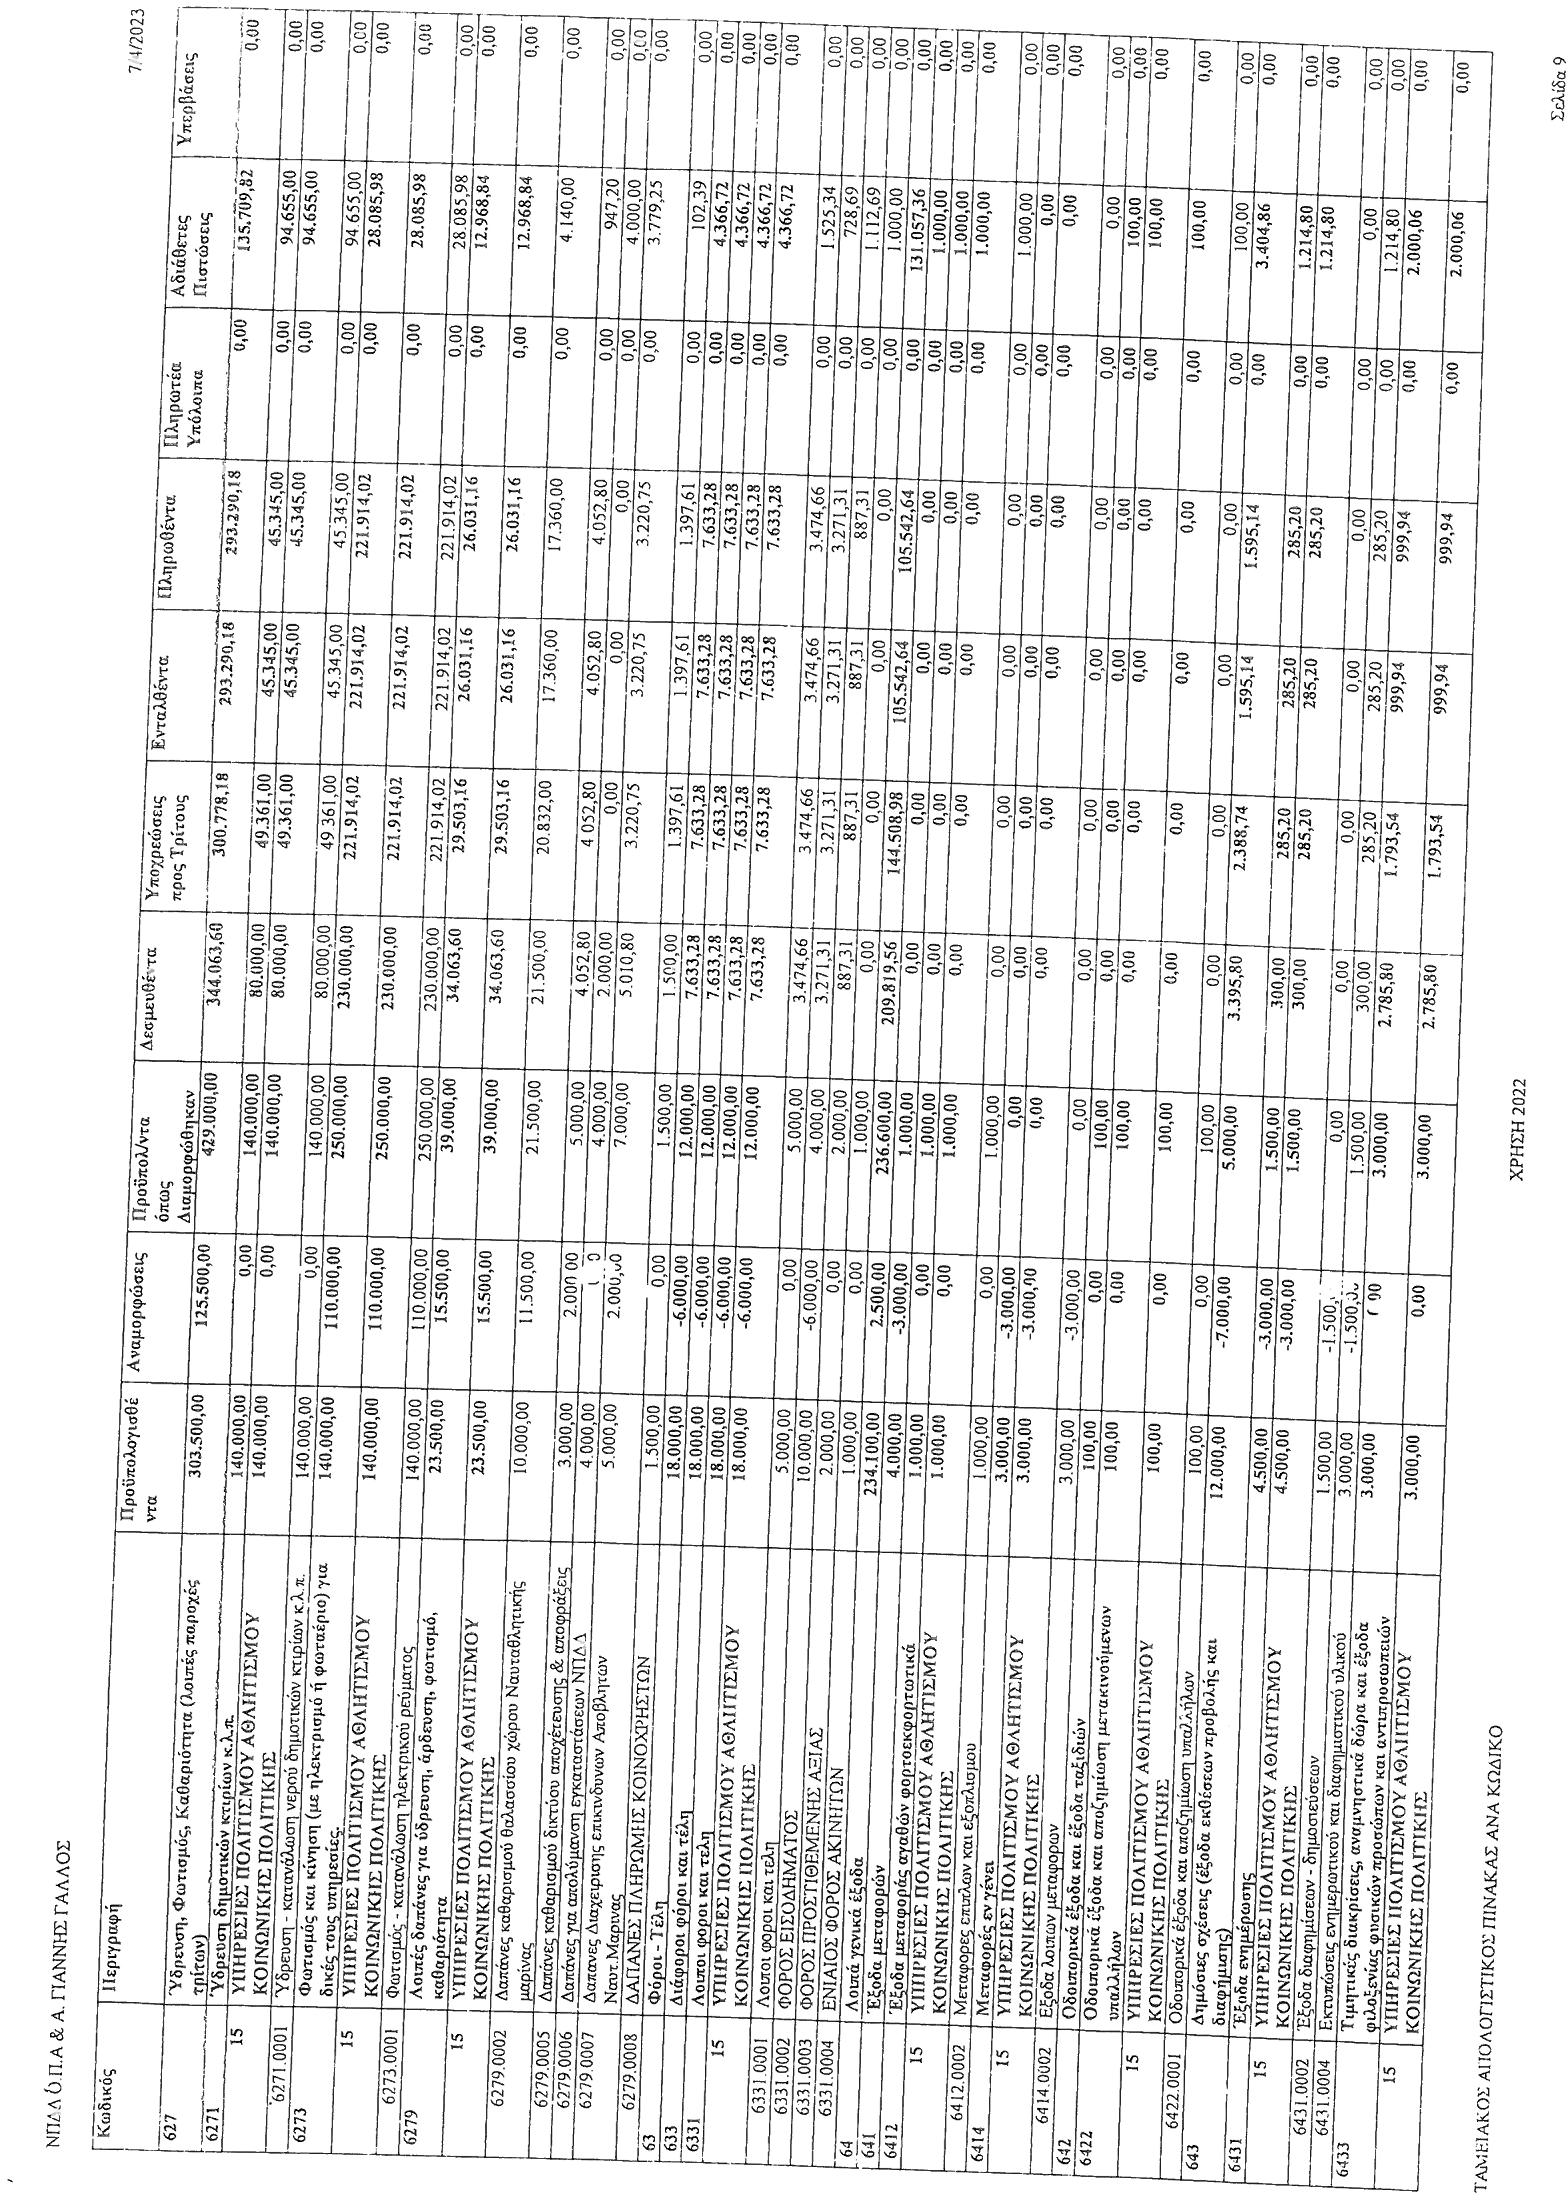 7/4/2023
ΝΠΔΔ Ό.Π.Α & Α. ΓΙΑΝΝΗΣ ΓΑΛΛΟΣ
Κωδικός Περιγραφή Προϋπολογισθέ Αναμορφώσεις Προϋπολ/ντα Δεσμευθέντα Υποχρεώσεις Ενταλθέντα Πληρωθέντα Πληρωτέα Αδιάθετες Υπερβάσεις
ντα όπως προς Τρίτους Υπόλοιπα Πιστώσεις
Διαμορφώθηκαν
627 Ύδρευση, Φωτισμός, Καθαριότητα (λοιπές παροχές 303.500,00 125.500,00 429.000,00 344.063,60 300.778,18 293.290,18 293.290,18 0,00 135.709,82 0,00
τρίτων)
6271 Ύδρευση δημοτικών κτιρίων κ.λ.π. 140.000,00 0,00 140.000,00 80.000,00 49.361,00 45.345,00 45.345,00 0,00 94.655,00 0,00
15 ΥΠΗΡΕΣΙΕΣ ΠΟΛΙΤΙΣΜΟΥ ΑΘΛΗΤΙΣΜΟΥ 140.000,00 0,00 140.000,00 80.000,00 49.361,00 45.345,00 45.345,00 0,00 94.655,00 0,00
ΚΟΙΝΩΝΙΚΗΣ ΠΟΛΙΤΙΚΗΣ
6271.0001 Ύδρευση - κατανάλωση νερού δημοτικών κτιρίων κ.λ.π. 140.000,00 0,00 140.000,00 80.000,00 49.361,00 45.345,00 45.345,00 0,00 94.655,00 0,00
6273 Φωτισμός και κίνηση (με ηλεκτρισμό ή φωταέριο) για 140.000,00 110.000,00 250.000,00 230.000,00 221.914,02 221.914,02 221.914,02 0,00 28.085,98 0,00
δικές τους υπηρεσίες.
15 ΥΠΗΡΕΣΙΕΣ ΠΟΛΙΤΙΣΜΟΥ ΑΘΛΗΤΙΣΜΟΥ 140.000,00 110.000,00 250.000,00 230.000,00 221.914,02 221.914,02 221.914,02 0,00 28.085,98 0,00
ΚΟΙΝΩΝΙΚΗΣ ΠΟΛΙΤΙΚΗΣ
6273.0001 Φωτισμός - κατανάλωση ηλεκτρικού ρεύματος 140.000,00 110.000,00 250.000,00 230.000,00 221.914,02 221.914,02 221.914,02 0,00 28.085,98 0,00
6279 Λοιπές δαπάνες για ύδρευση, άρδευση, φωτισμό, 23.500,00 15.500,00 39.000,00 34.063,60 29.503,16 26.031,16 26.031,16 0,00 12.968,84 0,00
καθαριότητα
15 ΥΠΗΡΕΣΙΕΣ ΠΟΛΙΤΙΣΜΟΥ ΑΘΛΗΤΙΣΜΟΥ 23.500,00 15.500,00 39.000,00 34.063,60 29.503,16 26.031,16 26.031,16 0,00 12.968,84 0,00
ΚΟΙΝΩΝΙΚΗΣ ΠΟΛΙΤΙΚΗΣ
6279.0002 Δαπάνες καθαρισμού θαλασσίου χώρου Ναυταθλητικής 10.000,00 11.500,00 21.500,00 21.500,00 20.832,00 17.360,00 17.360,00 0,00 4.140,00 0,00
μαρίνας
6279.0005 Δαπάνες καθαρισμού δικτύου αποχέτευσης & αποφράξεις 3.000,00 2.000,00 5.000,00 4.052,80 4.052,80 4.052,80 4.052,80 0,00 947,20 0,00
6279.0006 Δαπάνες για απολύμανση εγκαταστάσεων ΝΠΔΔ 4.000,00 4.000,00 2.000,00 0,00 0,00 0,00 0,00 4.000,00 0,00
6279.0007 Δαπανες Διαχειρισης επικινδυνων Αποβλητων 5.000,00 2.000,00 7.000,00 5.010,80 3.220,75 3.220,75 3.220,75 0,00 3.779,25 0,00
Ναυτ.Μαρινας
6279.0008 ΔΑΠΑΝΕΣ ΠΛΗΡΩΜΗΣ ΚΟΙΝΟΧΡΗΣΤΩΝ 1.500,00 0,00 1.500,00 1.500,00 1.397,61 1.397,61 1.397,61 0,00 102,39 0,00
63 Φόροι - Τέλη 18.000,00 -6.000,00 12.000,00 7.633,28 7.633,28 7.633,28 7.633,28 0,00 4.366,72 0,00
633 Διάφοροι φόροι και τέλη 18.000,00 -6.000,00 12.000,00 7.633,28 7.633,28 7.633,28 7.633,28 0,00 4.366,72 0,00
6331 Λοιποι φοροι και τελη 18.000,00 -6.000,00 12.000,00 7.633,28 7.633,28 7.633,28 7.633,28 0,00 4.366,72 0,00
15 ΥΠΗΡΕΣΙΕΣ ΠΟΛΙΤΙΣΜΟΥ ΑΘΛΗΤΙΣΜΟΥ 18.000,00 -6.000,00 12.000,00 7.633,28 7.633,28 7.633,28 7.633,28 0,00 4.366,72 0,00
ΚΟΙΝΩΝΙΚΗΣ ΠΟΛΙΤΙΚΗΣ
6331.0001 Λοιποι φοροι και τελη 5.000,00 0,00 5.000,00 3.474,66 3.474,66 3.474,66 3.474,66 0,00 1.525,34 0,00
6331.0002 ΦΟΡΟΣ ΕΙΣΟΔΗΜΑΤΟΣ 10.000,00 -6.000,00 4.000,00 3.271,31 3.271,31 3.271,31 3.271,31 0,00 728,69 0,00
6331.0003 ΦΟΡΟΣ ΠΡΟΣΤΙΘΕΜΕΝΗΣ ΑΞΙΑΣ 2.000,00 0,00 2.000,00 887,31 887,31 887,31 887,31 0,00 1.112,69 0,00
6331.0004 ΕΝΙΑΙΟΣ ΦΟΡΟΣ ΑΚΙΝΗΤΩΝ 1.000,00 0,00 1.000,00 0,00 0,00 0,00 0,00 0,00 1.000,00 0,00
64 Λοιπά γενικά έξοδα 234.100,00 2.500,00 236.600,00 209.819,56 144.508,98 105.542,64 105.542,64 0,00 131.057,36 0,00
641 Έξοδα μεταφορών 4.000,00 -3.000,00 1.000,00 0,00 0,00 0,00 0,00 0,00 1.000,00 0,00
6412 Έξοδα μεταφοράς αγαθών φορτοεκφορτωτικά 1.000,00 0,00 1.000,00 0,00 0,00 0,00 0,00 0,00 1.000,00 0,00
15 ΥΠΗΡΕΣΙΕΣ ΠΟΛΙΤΙΣΜΟΥ ΑΘΛΗΤΙΣΜΟΥ 1.000,00 0,00 1.000,00 0,00 0,00 0,00 0,00 0,00 1.000,00 0,00
ΚΟΙΝΩΝΙΚΗΣ ΠΟΛΙΤΙΚΗΣ
6412.0002 Μεταφορες επιπλων και εξοπλισμου 1.000,00 0,00 1.000,00 0,00 0,00 0,00 0,00 0,00 1.000,00 0,00
6414 Μεταφορές εν γένει 3.000,00 -3.000,00 0,00 0,00 0,00 0,00 0,00 0,00 0,00 0,00
15 ΥΠΗΡΕΣΙΕΣ ΠΟΛΙΤΙΣΜΟΥ ΑΘΛΗΤΙΣΜΟΥ 3.000,00 -3.000,00 0,00 0,00 0,00 0,00 0,00 0,00 0,00 0,00
ΚΟΙΝΩΝΙΚΗΣ ΠΟΛΙΤΙΚΗΣ
6414.0002 Εξοδα λοιπων μεταφορων 3.000,00 -3.000,00 0,00 0,00 0,00 0,00 0,00 0,00 0,00 0,00
642 Οδοιπορικά έξοδα και έξοδα ταξιδιών 100,00 0,00 100,00 0,00 0,00 0,00 0,00 0,00 100,00 0,00
6422 Οδοιπορικά έξοδα και αποζημίωση μετακινούμενων 100,00 0,00 100,00 0,00 0,00 0,00 0,00 0,00 100,00 0,00
υπαλλήλων
15 ΥΠΗΡΕΣΙΕΣ ΠΟΛΙΤΙΣΜΟΥ ΑΘΛΗΤΙΣΜΟΥ 100,00 0,00 100,00 0,00 0,00 0,00 0,00 0,00 100,00 0,00
ΚΟΙΝΩΝΙΚΗΣ ΠΟΛΙΤΙΚΗΣ
6422.0001 Οδοιπορικά έξοδα και αποζημίωση υπαλλήλων 100,00 0,00 100,00 0,00 0,00 0,00 0,00 0,00 100,00 0,00
643 Δημόσιες σχέσεις (έξοδα εκθέσεων προβολής και 12.000,00 -7.000,00 5.000,00 3.395,80 2.388,74 1.595,14 1.595,14 0,00 3.404,86 0,00
διαφήμισης)
6431 Έξοδα ενημέρωσης 4.500,00 -3.000,00 1.500,00 300,00 285,20 285,20 285,20 0,00 1.214,80 0,00
15 ΥΠΗΡΕΣΙΕΣ ΠΟΛΙΤΙΣΜΟΥ ΑΘΛΗΤΙΣΜΟΥ 4.500,00 -3.000,00 1.500,00 300,00 285,20 285,20 285,20 0,00 1.214,80 0,00
ΚΟΙΝΩΝΙΚΗΣ ΠΟΛΙΤΙΚΗΣ
6431.0002 Έξοδα διαφημίσεων - δημοσιεύσεων 1.500,00 0,00 0,00 0,00 0,00 0,00 0,00 0,00 0,00
6431.0004 Εκτυπώσεις ενημερωτικού και διαφημιστικού υλικού 3.000,00 1.500,00 300,00 285,20 285,20 285,20 0,00 1.214,80 0,00
6433 Τιμητικές διακρίσεις, αναμνηστικά δώρα και έξοδα 3.000,00 3.000,00 2.785,80 1.793,54 999,94 999,94 0,00 2.000,06 0,00
φιλοξενίας φυσικών προσώπων και αντιπροσωπειών
15 ΥΠΗΡΕΣΙΕΣ ΠΟΛΙΤΙΣΜΟΥ ΑΘΛΗΤΙΣΜΟΥ 3.000,00 0,00 3.000,00 2.785,80 1.793,54 999,94 999,94 0,00 2.000,06 0,00
ΚΟΙΝΩΝΙΚΗΣ ΠΟΛΙΤΙΚΗΣ
ΤΑΜΕΙΑΚΟΣ ΑΠΟΛΟΓΙΣΤΙΚΟΣ ΠΙΝΑΚΑΣ ΑΝΑ ΚΩΔΙΚΟ ΧΡΗΣΗ 2022 Σελίδα 9